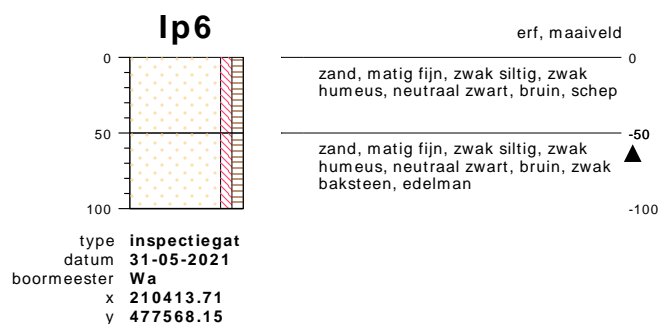 Ip6
erf, maaiveld
0
0
zand, matig fijn, zwak siltig, zwak
humeus, neutraal zwart, bruin, schep
50
-50
zand, matig fijn, zwak siltig, zwak
humeus, neutraal zwart, bruin, zwak
baksteen, edelman
100
-100
type inspectiegat
datum 31-05-2021
boormeester Wa
x 210413.71
y 477568.15